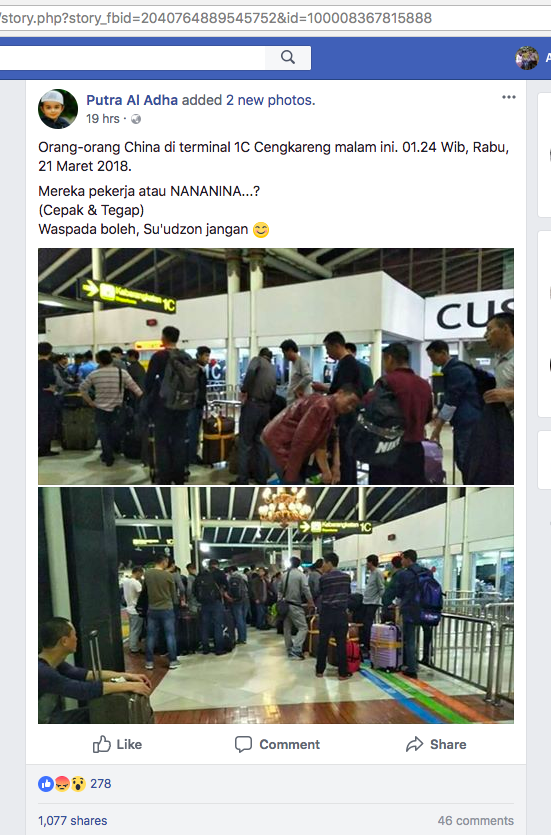 /story.php?story_fbid=2040764889545752&id=100008367815888
Putra Al Adha added 2 new photos.
19 hrs ·
Orang-orang China di terminal 1C Cengkareng malam ini. 01.24 Wib, Rabu,
21 Maret 2018.
Mereka pekerja atau NANANINA...?
(Cepak & Tegap)
Waspada boleh, Su'udzon jangan
Keberangkatan 1C
CUS
Keberangkatan 1C
Like
Comment
Share
278
1,077 shares
46 comments